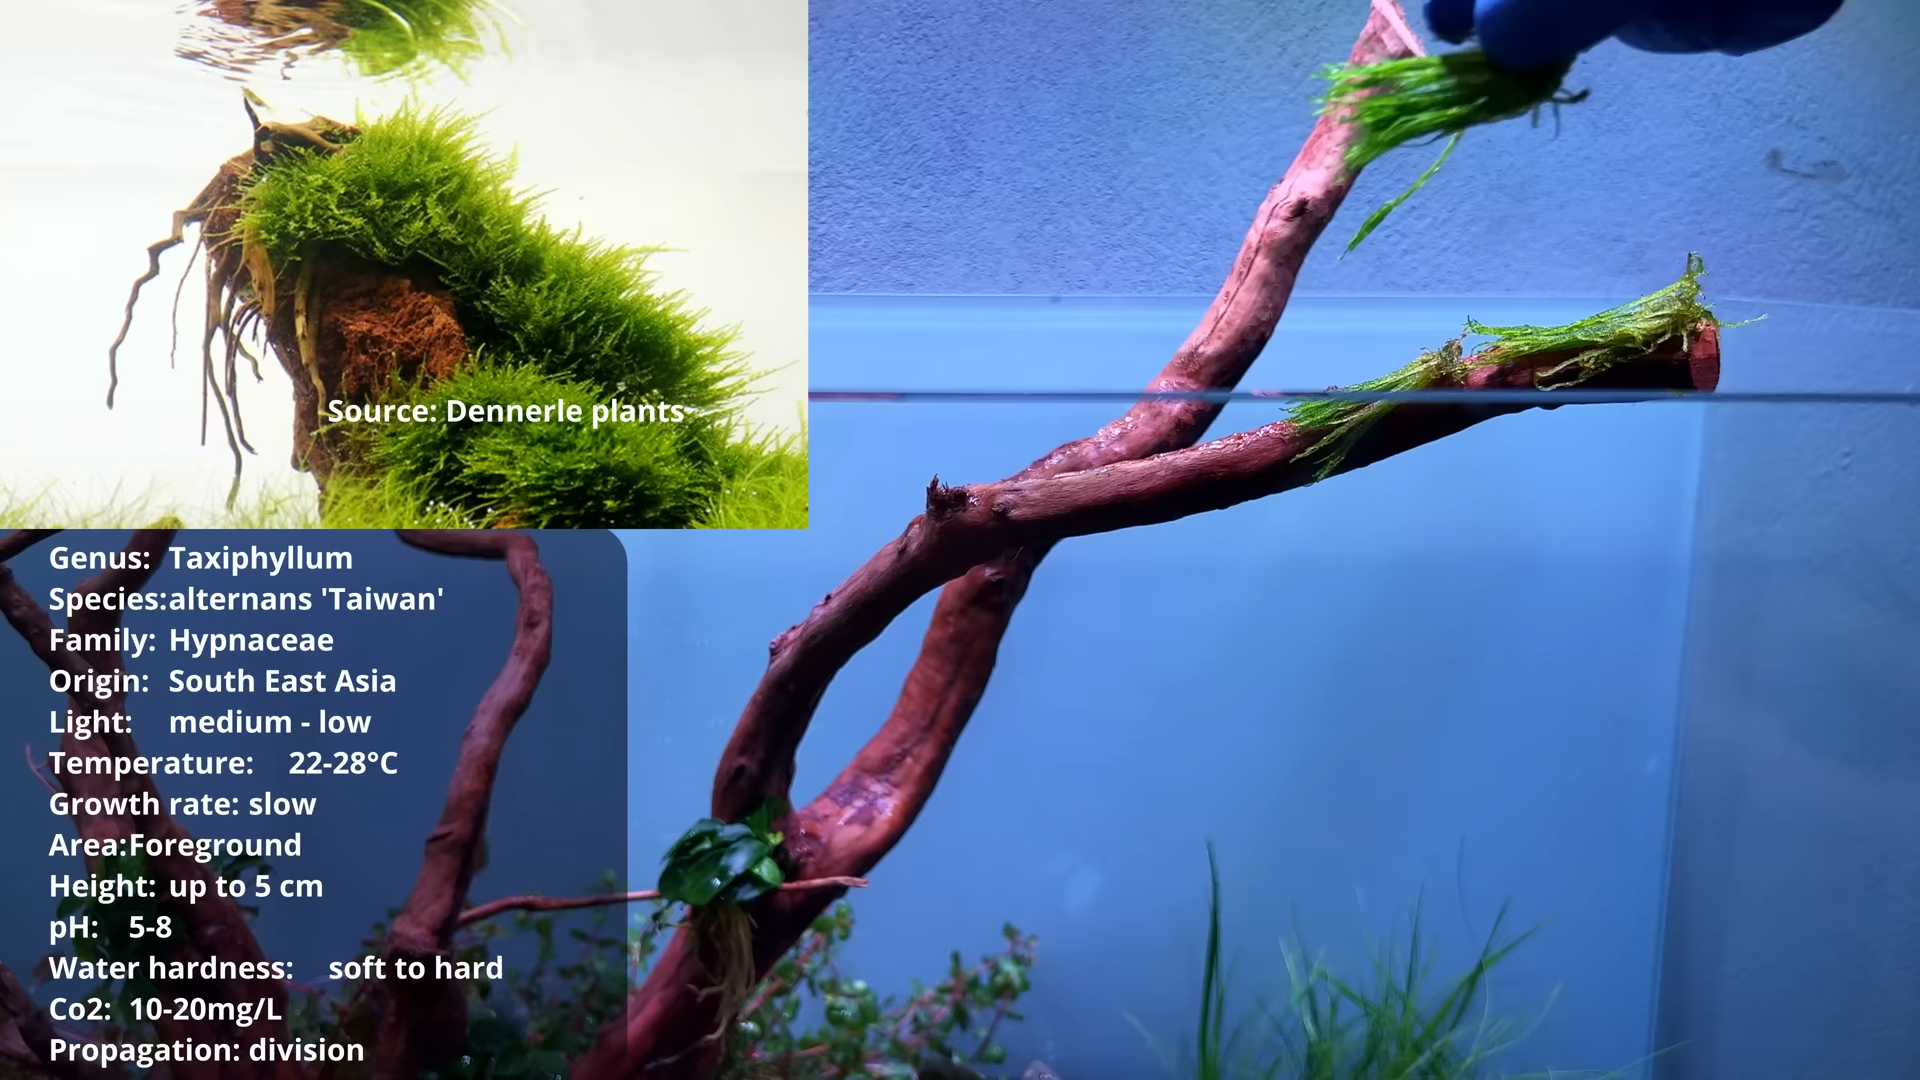 Source: Dennerle plants
Genus: Taxiphyllum
Species:alternans 'Taiwan'
Family: Hypnaceae
Origin: South East Asia
Light: medium - low
Temperature: 22-28°C
Growth rate: slow
Area:Foreground
Height: up to 5 cm
pH: 5-8
Water hardness: soft to hard
Co2: 10-20mg/L
Propagation: division